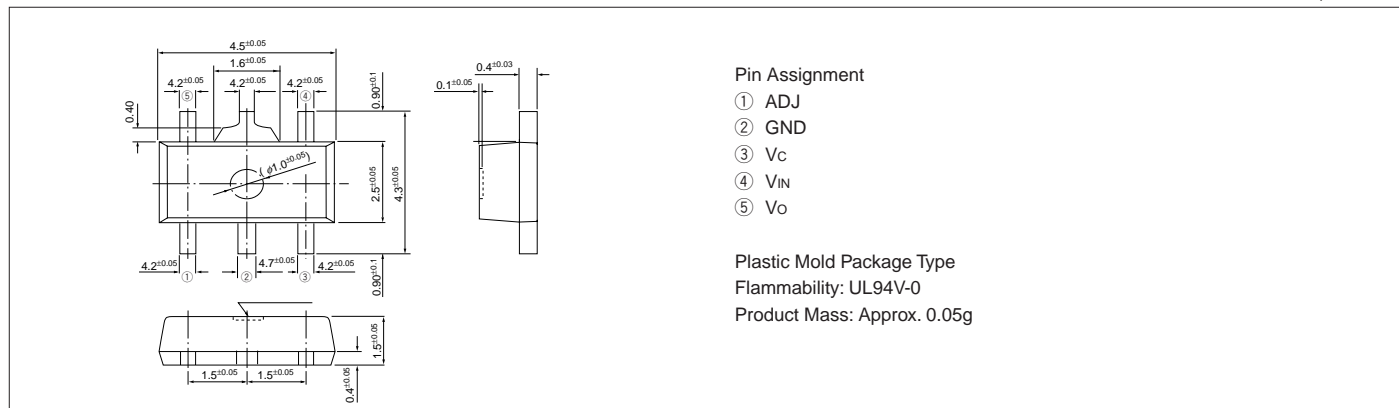 4.5±0.05
1.6±0.05
4.2±0.05 4.2±0.05 4.2±0.05
⑤ ④
0.40
0.90±0.1
(φ1.0±0.05)
2.5±0.05
4.3±0.05
4.2±0.05 4.7±0.05 4.2±0.05
① ② ③
0.90±0.1
1.5±0.05
0.4±0.05
1.5±0.05 1.5±0.05
0.4±0.03
0.1±0.05
Pin Assignment
① ADJ
② GND
③ VC
④ VIN
⑤ VO
Plastic Mold Package Type
Flammability: UL94V-0
Product Mass: Approx. 0.05g